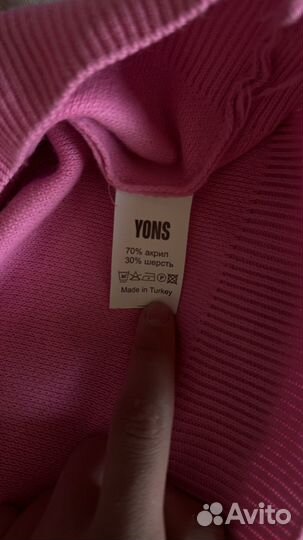 YONS
70% акрил
30% шерсть
Made in Turkey
Avito